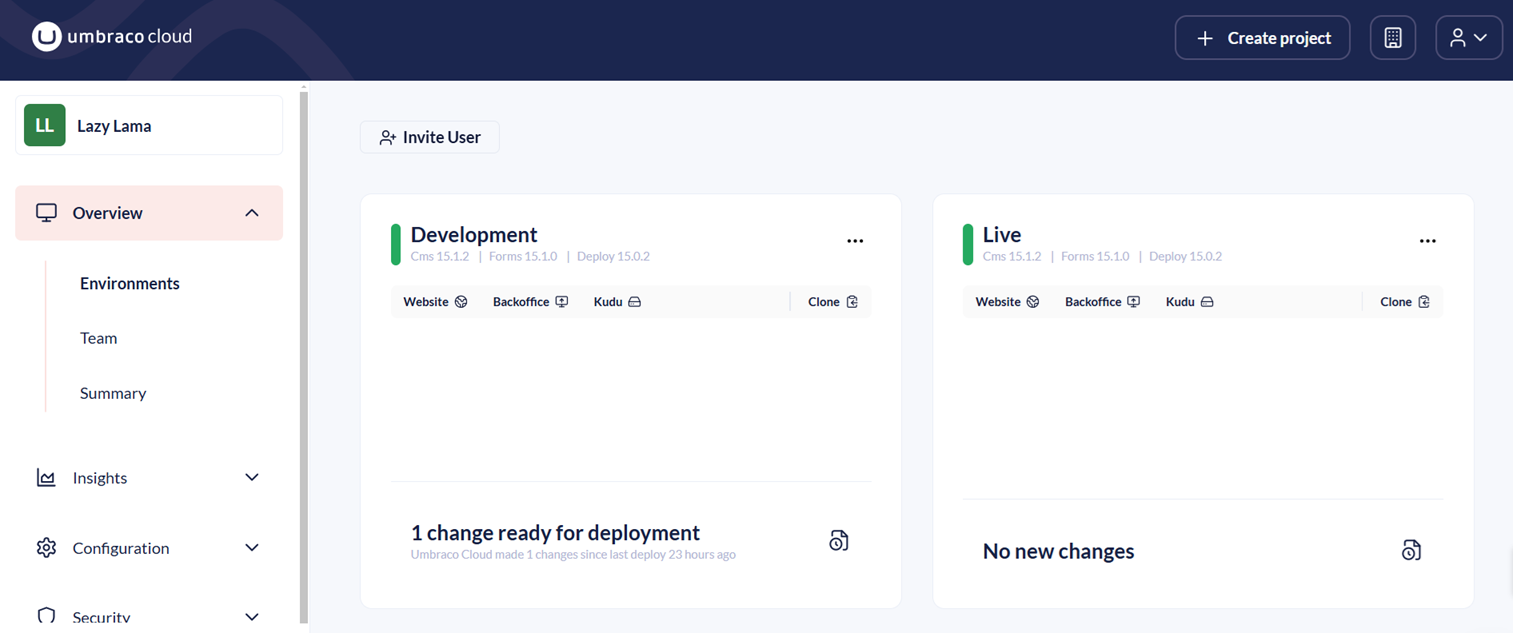 umbraco cloud
Create project
LL
Lazy Lama
Overview
Environments
Team
Summary
Insights
Configuration
Security
Invite User
Development
Cms 15.1.2 | Forms 15.1.0 | Deploy 15.0.2
Website Backoffice Kudu Clone
1 change ready for deployment
Umbraco Cloud made 1 changes since last deploy 23 hours ago
Live
Cms 15.1.2 | Forms 15.1.0 | Deploy 15.0.2
Website Backoffice Kudu Clone
No new changes